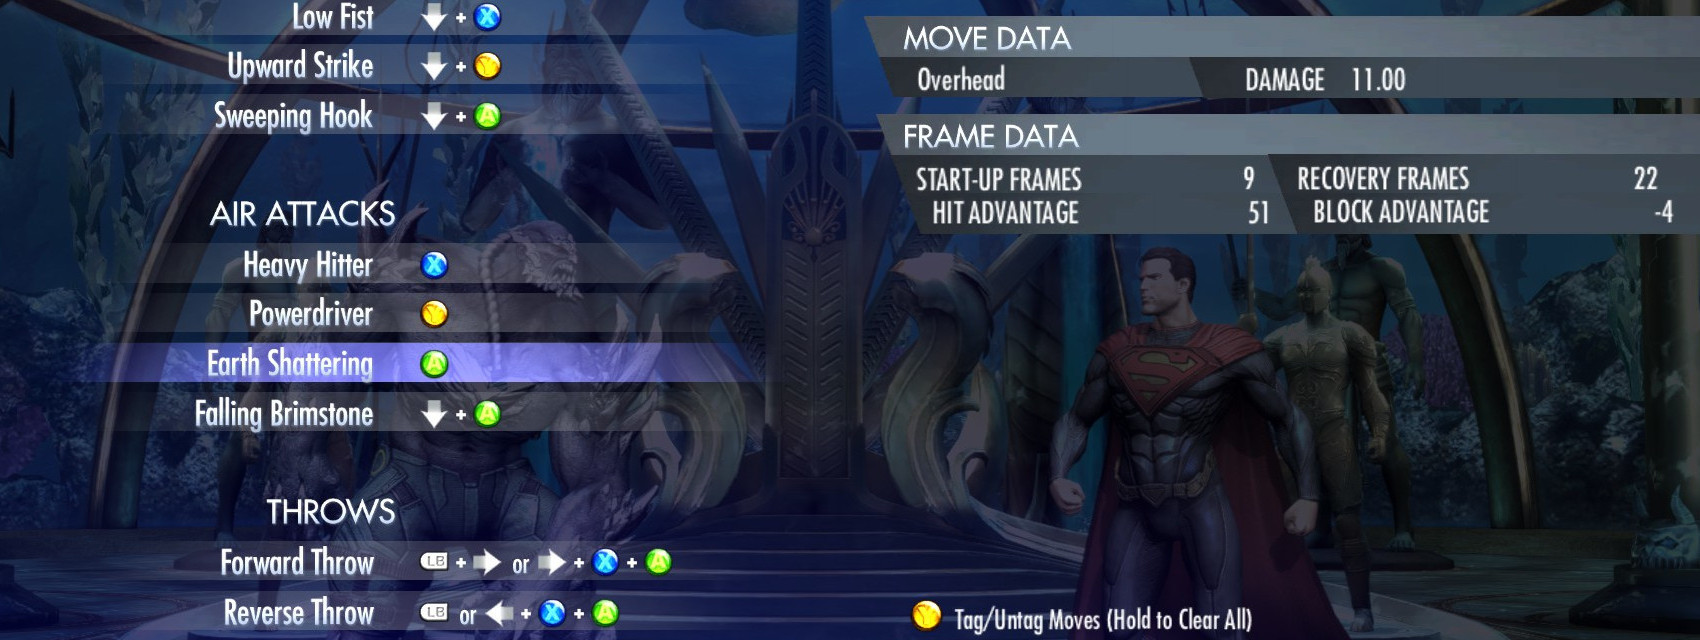 Low Fist + X
Upward Strike + Y
Sweeping Hook + A
AIR ATTACKS
Heavy Hitter X
Powerdriver Y
Earth Shattering A
Falling Brimstone + A
THROWS
Forward Throw LB + or + X + A
Reverse Throw LB or + X + A
MOVE DATA
Overhead DAMAGE 11.00
FRAME DATA
START-UP FRAMES 9 RECOVERY FRAMES 22
HIT ADVANTAGE 51 BLOCK ADVANTAGE -4
Y Tag/Untag Moves (Hold to Clear All)